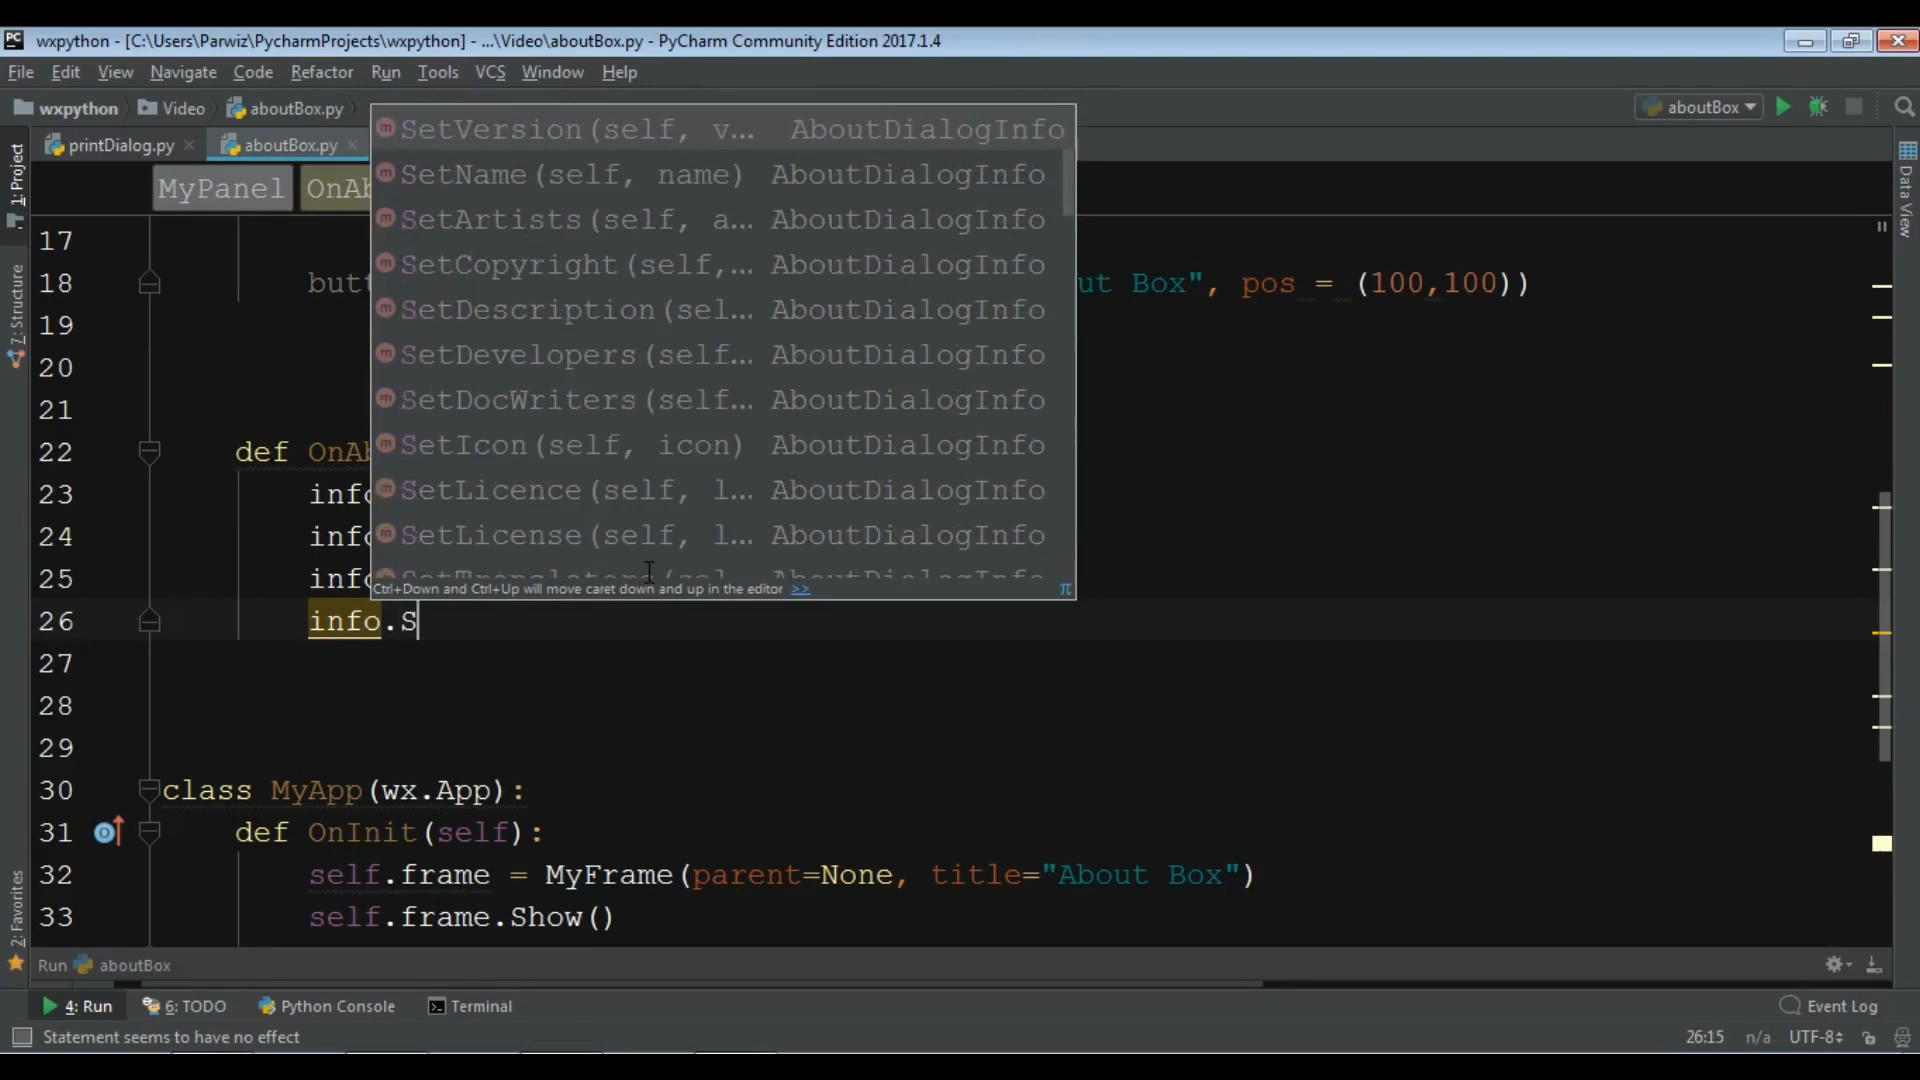 wxpython - [C:\Users\Parwiz\PycharmProjects\wxpython] - ...\Video\aboutBox.py - PyCharm Community Edition 2017.1.4
File Edit View Navigate Code Refactor Run Tools VCS Window Help
wxpython Video aboutBox.py aboutBox
printDialog.py aboutBox.py
MyPanel OnAb
SetVersion(self, v... AboutDialogInfo
SetName(self, name) AboutDialogInfo
SetArtists(self, a... AboutDialogInfo
SetCopyright(self,... AboutDialogInfo
SetDescription(sel... AboutDialogInfo
SetDevelopers(self... AboutDialogInfo
SetDocWriters(self... AboutDialogInfo
SetIcon(self, icon) AboutDialogInfo
SetLicence(self, l... AboutDialogInfo
SetLicense(self, l... AboutDialogInfo
Ctrl+Down and Ctrl+Up will move caret down and up in the editor >> π
17
18 butt ut Box", pos = (100,100))
19
20
21
22 def OnAb
23 info
24 info
25 info
26 info.S
27
28
29
30 class MyApp(wx.App):
31 def OnInit(self):
32 self.frame = MyFrame(parent=None, title="About Box")
33 self.frame.Show()
1: Project
7: Structure
2: Favorites
Data View
Run aboutBox
4: Run 6: TODO Python Console Terminal Event Log
Statement seems to have no effect 26:15 n/a UTF-8